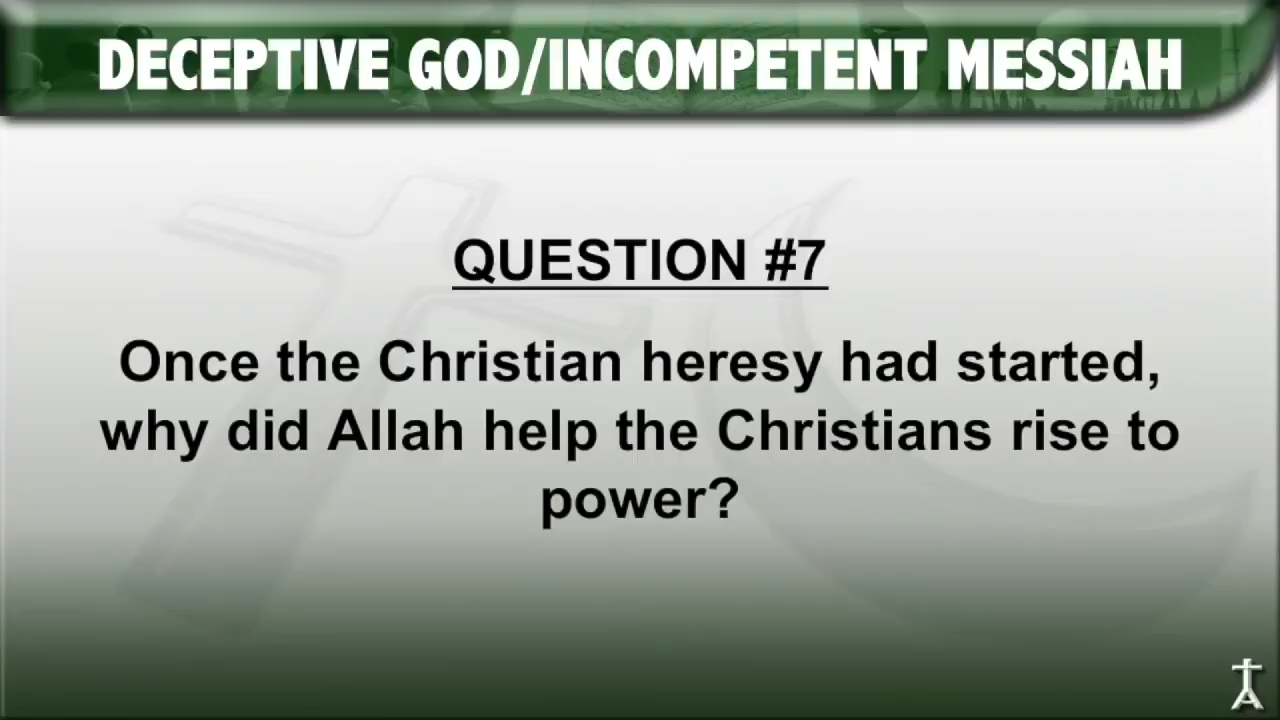 DECEPTIVE GOD/INCOMPETENT MESSIAH
QUESTION #7
Once the Christian heresy had started,
why did Allah help the Christians rise to
power?